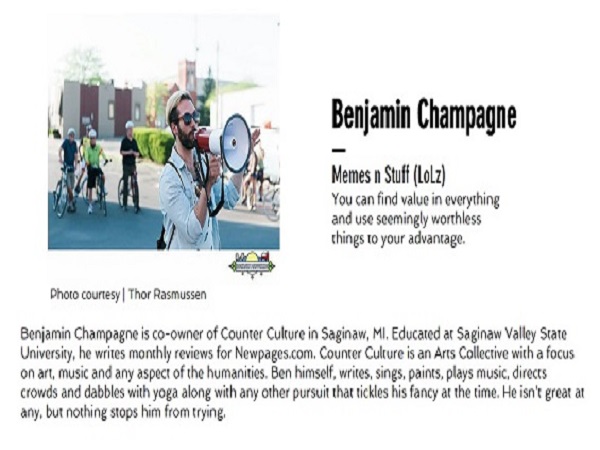 Benjamin Champagne
Memes n Stuff (LoLz)
You can find value in everything
and use seemingly worthless
things to your advantage.
Photo courtesy | Thor Rasmussen
Benjamin Champagne is co-owner of Counter Culture in Saginaw, MI. Educated at Saginaw Valley State
University, he writes monthly reviews for Newpages.com. Counter Culture is an Arts Collective with a focus
on art, music and any aspect of the humanities. Ben himself, writes, sings, paints, plays music, directs
crowds and dabbles with yoga along with any other pursuit that tickles his fancy at the time. He isn't great at
any, but nothing stops him from trying.